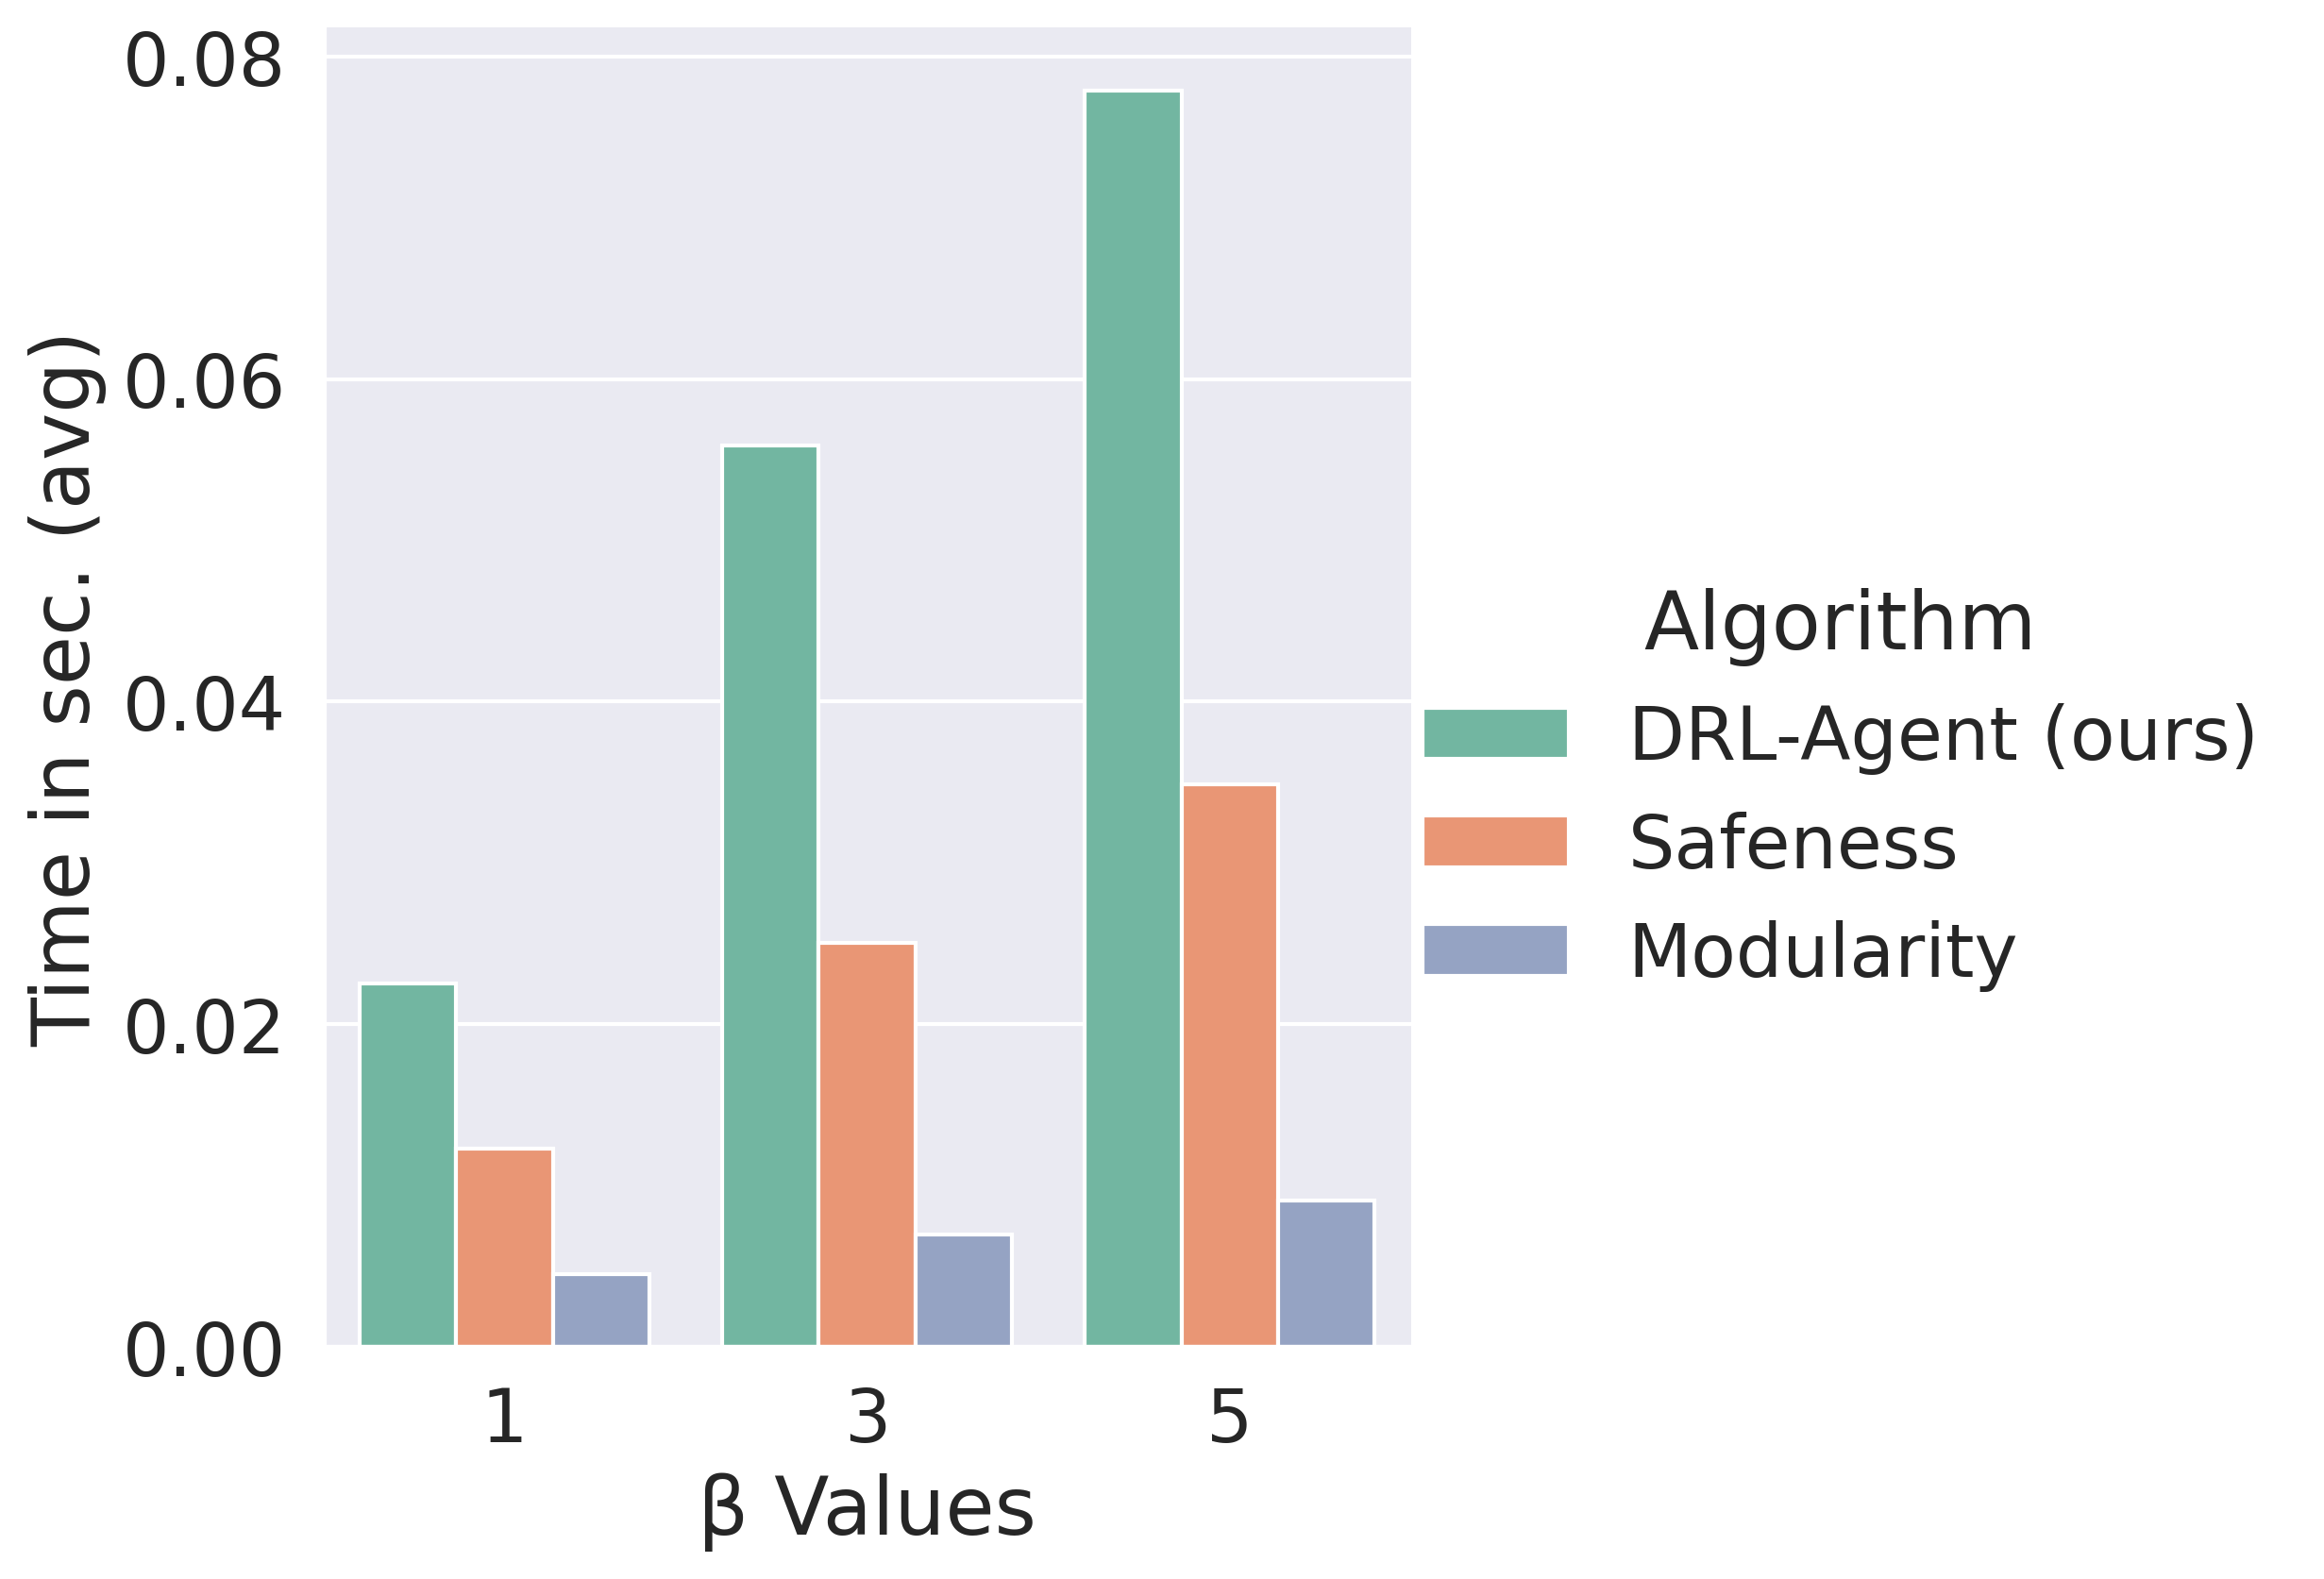 0.08
0.06
0.04
0.02
0.00
Time in sec. (avg)
1 3 5
β Values
Algorithm
DRL-Agent (ours)
Safeness
Modularity